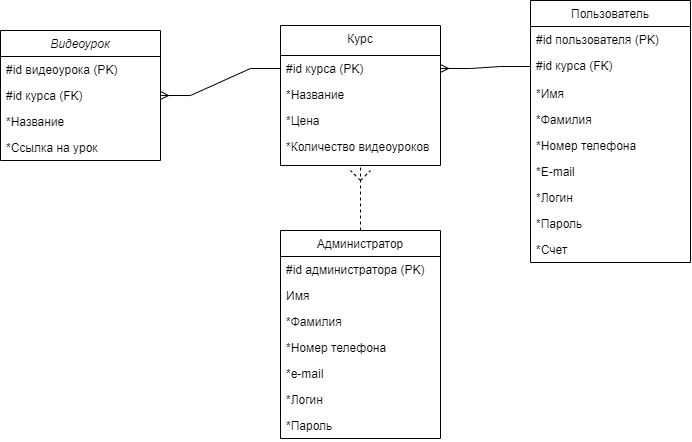 Видеоурок
#id видеоурока (PK)
#id курса (FK)
*Название
*Ссылка на урок
Курс
#id курса (PK)
*Название
*Цена
*Количество видеоуроков
Пользователь
#id пользователя (PK)
#id курса (FK)
*Имя
*Фамилия
*Номер телефона
*E-mail
*Логин
*Пароль
*Счет
Администратор
#id администратора (PK)
Имя
*Фамилия
*Номер телефона
*e-mail
*Логин
*Пароль